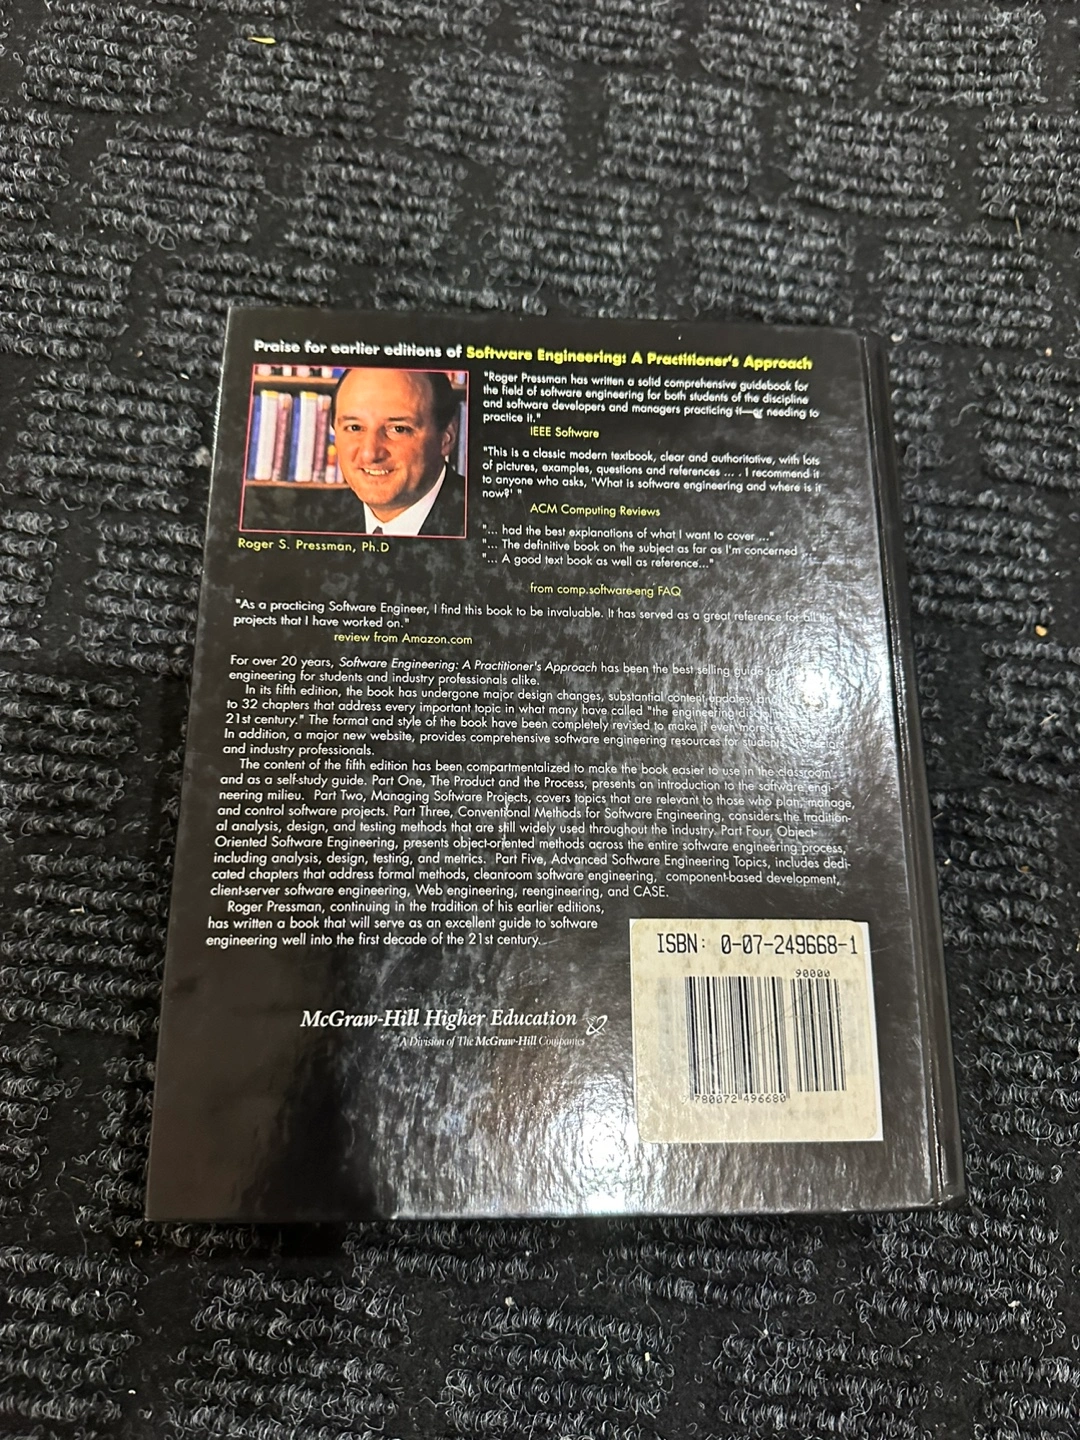 Praise for earlier editions of Software Engineering: A Practitioner's Approach
"Roger Pressman has written a solid comprehensive guidebook for
the field of software engineering for both students of the discipline
and software developers and managers practicing it—or needing to
practice it."
IEEE Software
"This is a classic modern textbook, clear and authoritative, with lots
of pictures, examples, questions and references ... . I recommend it
to anyone who asks, 'What is software engineering and where is it
now?' "
ACM Computing Reviews
"... had the best explanations of what I want to cover ..."
"... The definitive book on the subject as far as I'm concerned ..."
"... A good text book as well as reference..."
from comp.software-eng FAQ
Roger S. Pressman, Ph.D
"As a practicing Software Engineer, I find this book to be invaluable. It has served as a great reference for all the
projects that I have worked on."
review from Amazon.com
For over 20 years, Software Engineering: A Practitioner's Approach has been the best selling guide
engineering for students and industry professionals alike.
In its fifth edition, the book has undergone major design changes, substantial content updates,
to 32 chapters that address every important topic in what many have called "the engineering
21st century." The format and style of the book have been completely revised to make it even more
In addition, a major new website, provides comprehensive software engineering resources for
and industry professionals.
The content of the fifth edition has been compartmentalized to make the book easier to use in the classroom
and as a self-study guide. Part One, The Product and the Process, presents an introduction to the software engi-
neering milieu. Part Two, Managing Software Projects, covers topics that are relevant to those who plan, manage,
and control software projects. Part Three, Conventional Methods for Software Engineering, considers the tradition-
al analysis, design, and testing methods that are still widely used throughout the industry. Part Four, Object-
Oriented Software Engineering, presents object-oriented methods across the entire software engineering process,
including analysis, design, testing, and metrics. Part Five, Advanced Software Engineering Topics, includes dedi-
cated chapters that address formal methods, cleanroom software engineering, component-based development,
client-server software engineering, Web engineering, reengineering, and CASE.
Roger Pressman, continuing in the tradition of his earlier editions,
has written a book that will serve as an excellent guide to software
engineering well into the first decade of the 21st century.
McGraw-Hill Higher Education
A Division of The McGraw-Hill Companies
ISBN: 0-07-249668-1
90000
780072 496680